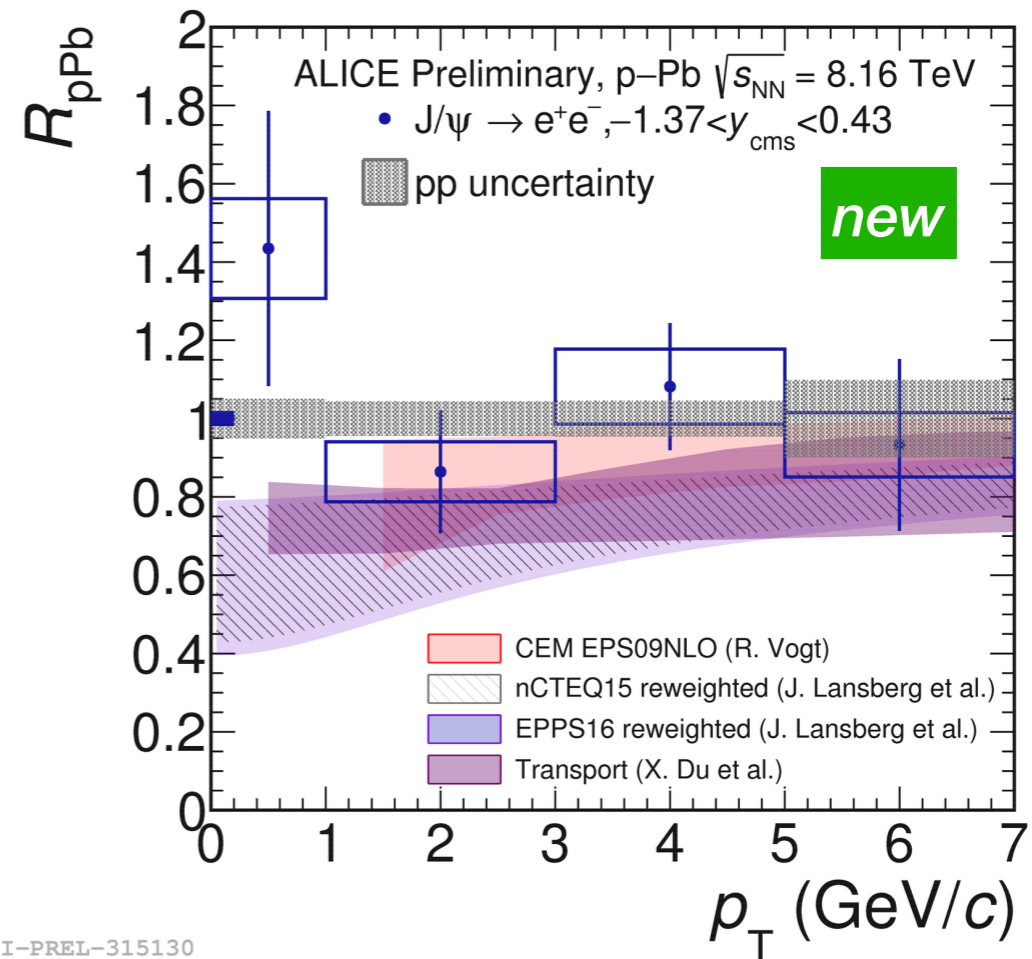 R_pPb
ALICE Preliminary, p–Pb √s_NN = 8.16 TeV
J/ψ → e⁺e⁻,–1.37<y_cms<0.43
pp uncertainty
new
2
1.8
1.6
1.4
1.2
1
0.8
0.6
0.4
0.2
0
CEM EPS09NLO (R. Vogt)
nCTEQ15 reweighted (J. Lansberg et al.)
EPPS16 reweighted (J. Lansberg et al.)
Transport (X. Du et al.)
0 1 2 3 4 5 6 7
p_T (GeV/c)
I-PREL-315130